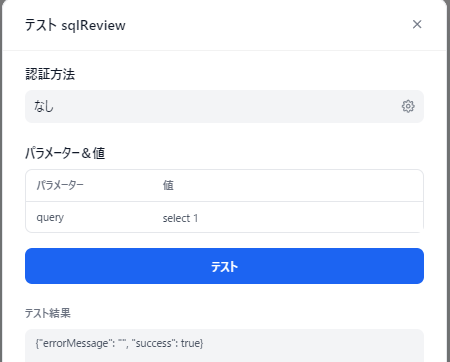 テスト sqlReview
認証方法
なし
パラメーター＆値
パラメーター 値
query select 1
テスト
テスト結果
{"errorMessage": "", "success": true}